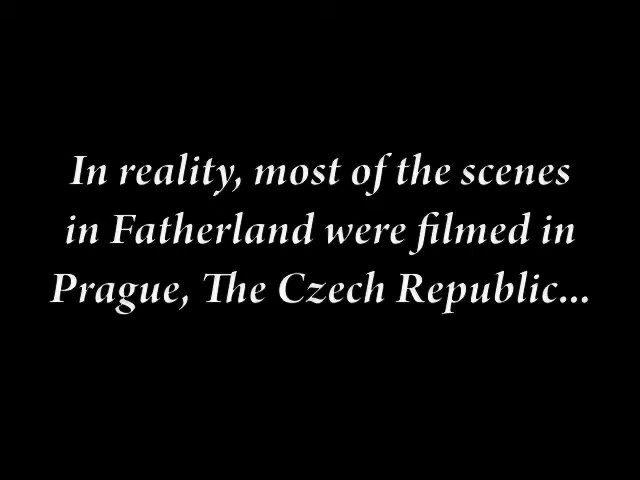 In reality, most of the scenes
in Fatherland were filmed in
Prague, The Czech Republic...